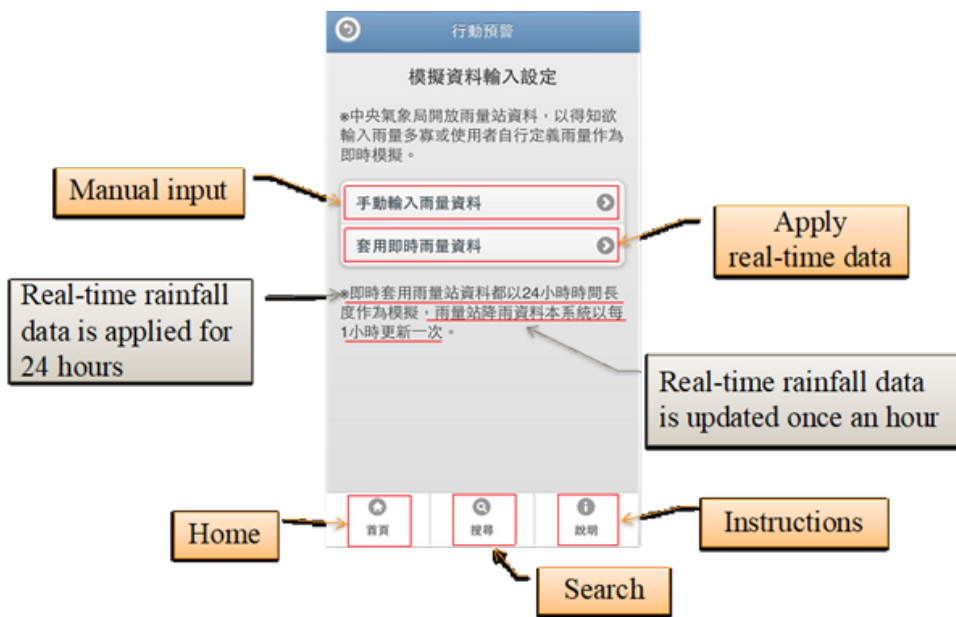 行動預警
模擬資料輸入設定
※中央氣象局開放雨量站資料，以得知欲
輸入雨量多寡或使用者自行定義雨量作為
即時模擬。
Manual input
手動輸入雨量資料
套用即時雨量資料
Apply
real-time data
Real-time rainfall
data is applied for
24 hours
※即時套用雨量站資料都以24小時時間長
度作為模擬，雨量站降雨資料本系統以每
1小時更新一次。
Real-time rainfall data
is updated once an hour
Home
首頁
搜尋
說明
Instructions
Search